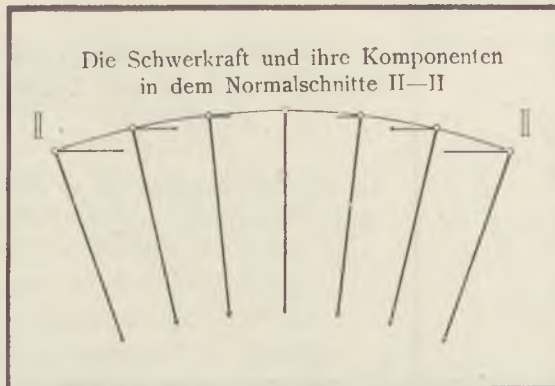 Die Schwerkraft und ihre Komponenten
in dem Normalschnitte II—II
II II